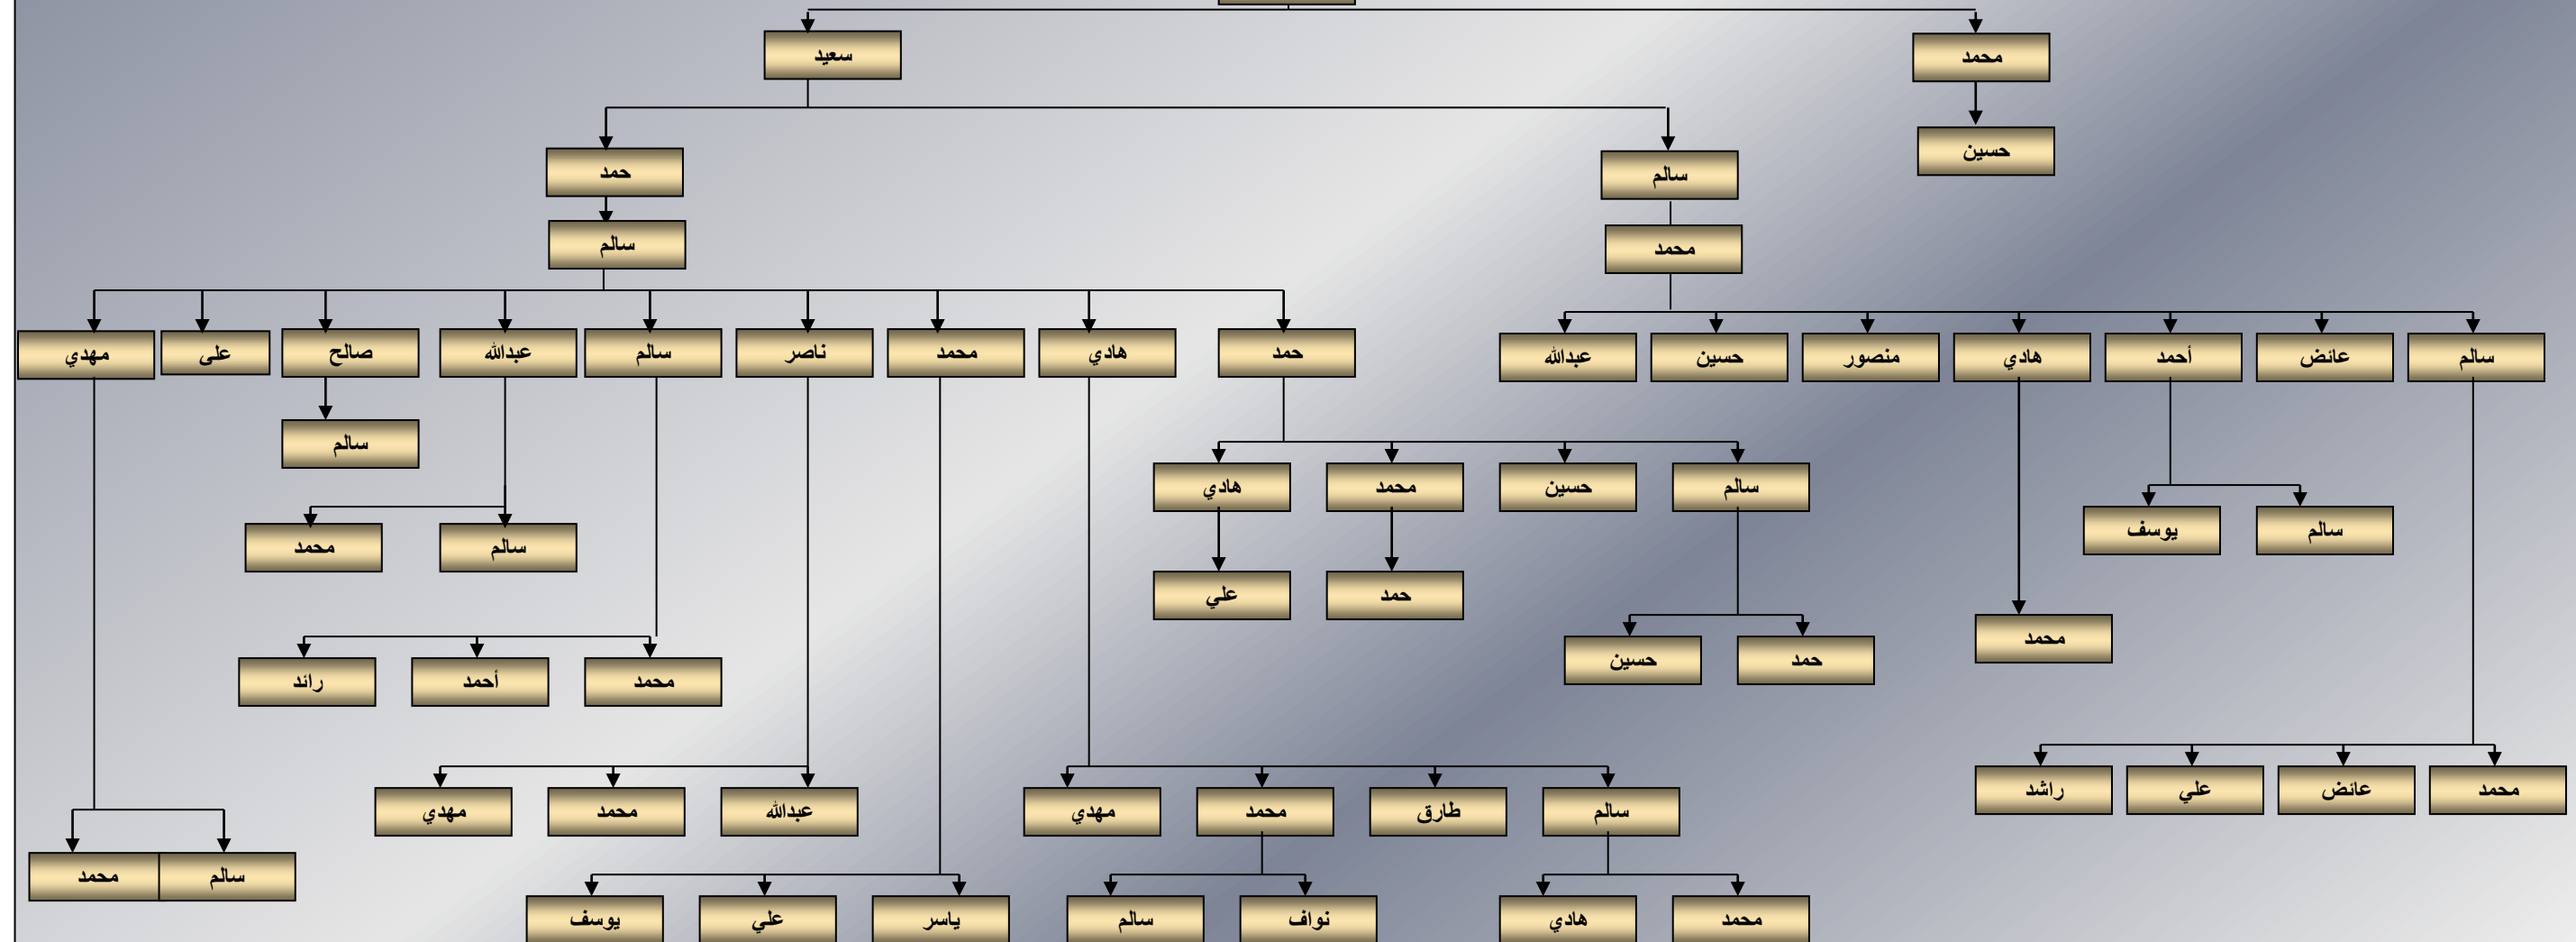 محمد
سعيد
حسين
سالم
حمد
محمد
سالم
سالم
عائض
أحمد
هادي
منصور
حسين
عبدالله
حمد
هادي
محمد
ناصر
سالم
عبدالله
صالح
على
مهدي
سالم
سالم
حسين
محمد
هادي
سالم
يوسف
سالم
محمد
حمد
علي
محمد
حمد
حسين
محمد
أحمد
رائد
محمد
عائض
علي
راشد
سالم
طارق
محمد
مهدي
عبدالله
محمد
مهدي
سالم
محمد
محمد
هادي
نواف
سالم
ياسر
علي
يوسف